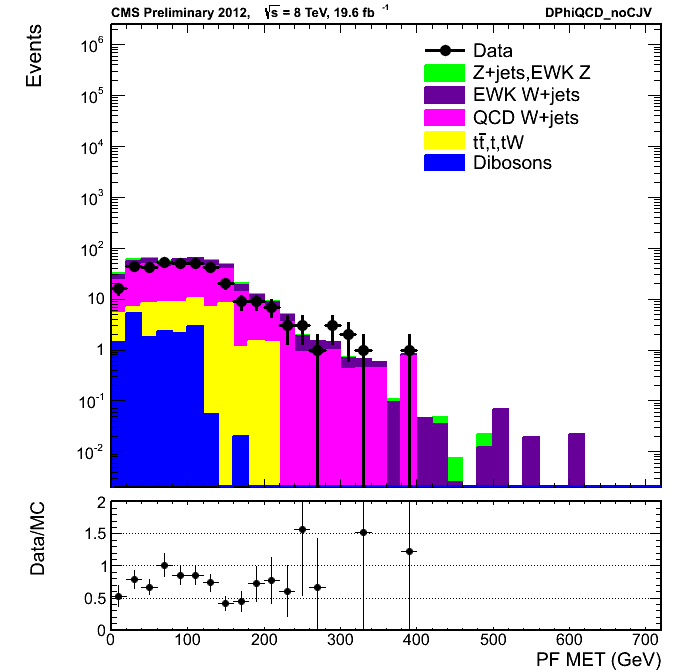 CMS Preliminary 2012, √s = 8 TeV, 19.6 fb⁻¹ DPhiQCD_noCJV
Events
10⁶
10⁵
10⁴
10³
10²
10
1
10⁻¹
10⁻²
Data
Z+jets,EWK Z
EWK W+jets
QCD W+jets
tt̄,t,tW
Dibosons
Data/MC
2
1.5
1
0.5
0
0 100 200 300 400 500 600 700
PF MET (GeV)